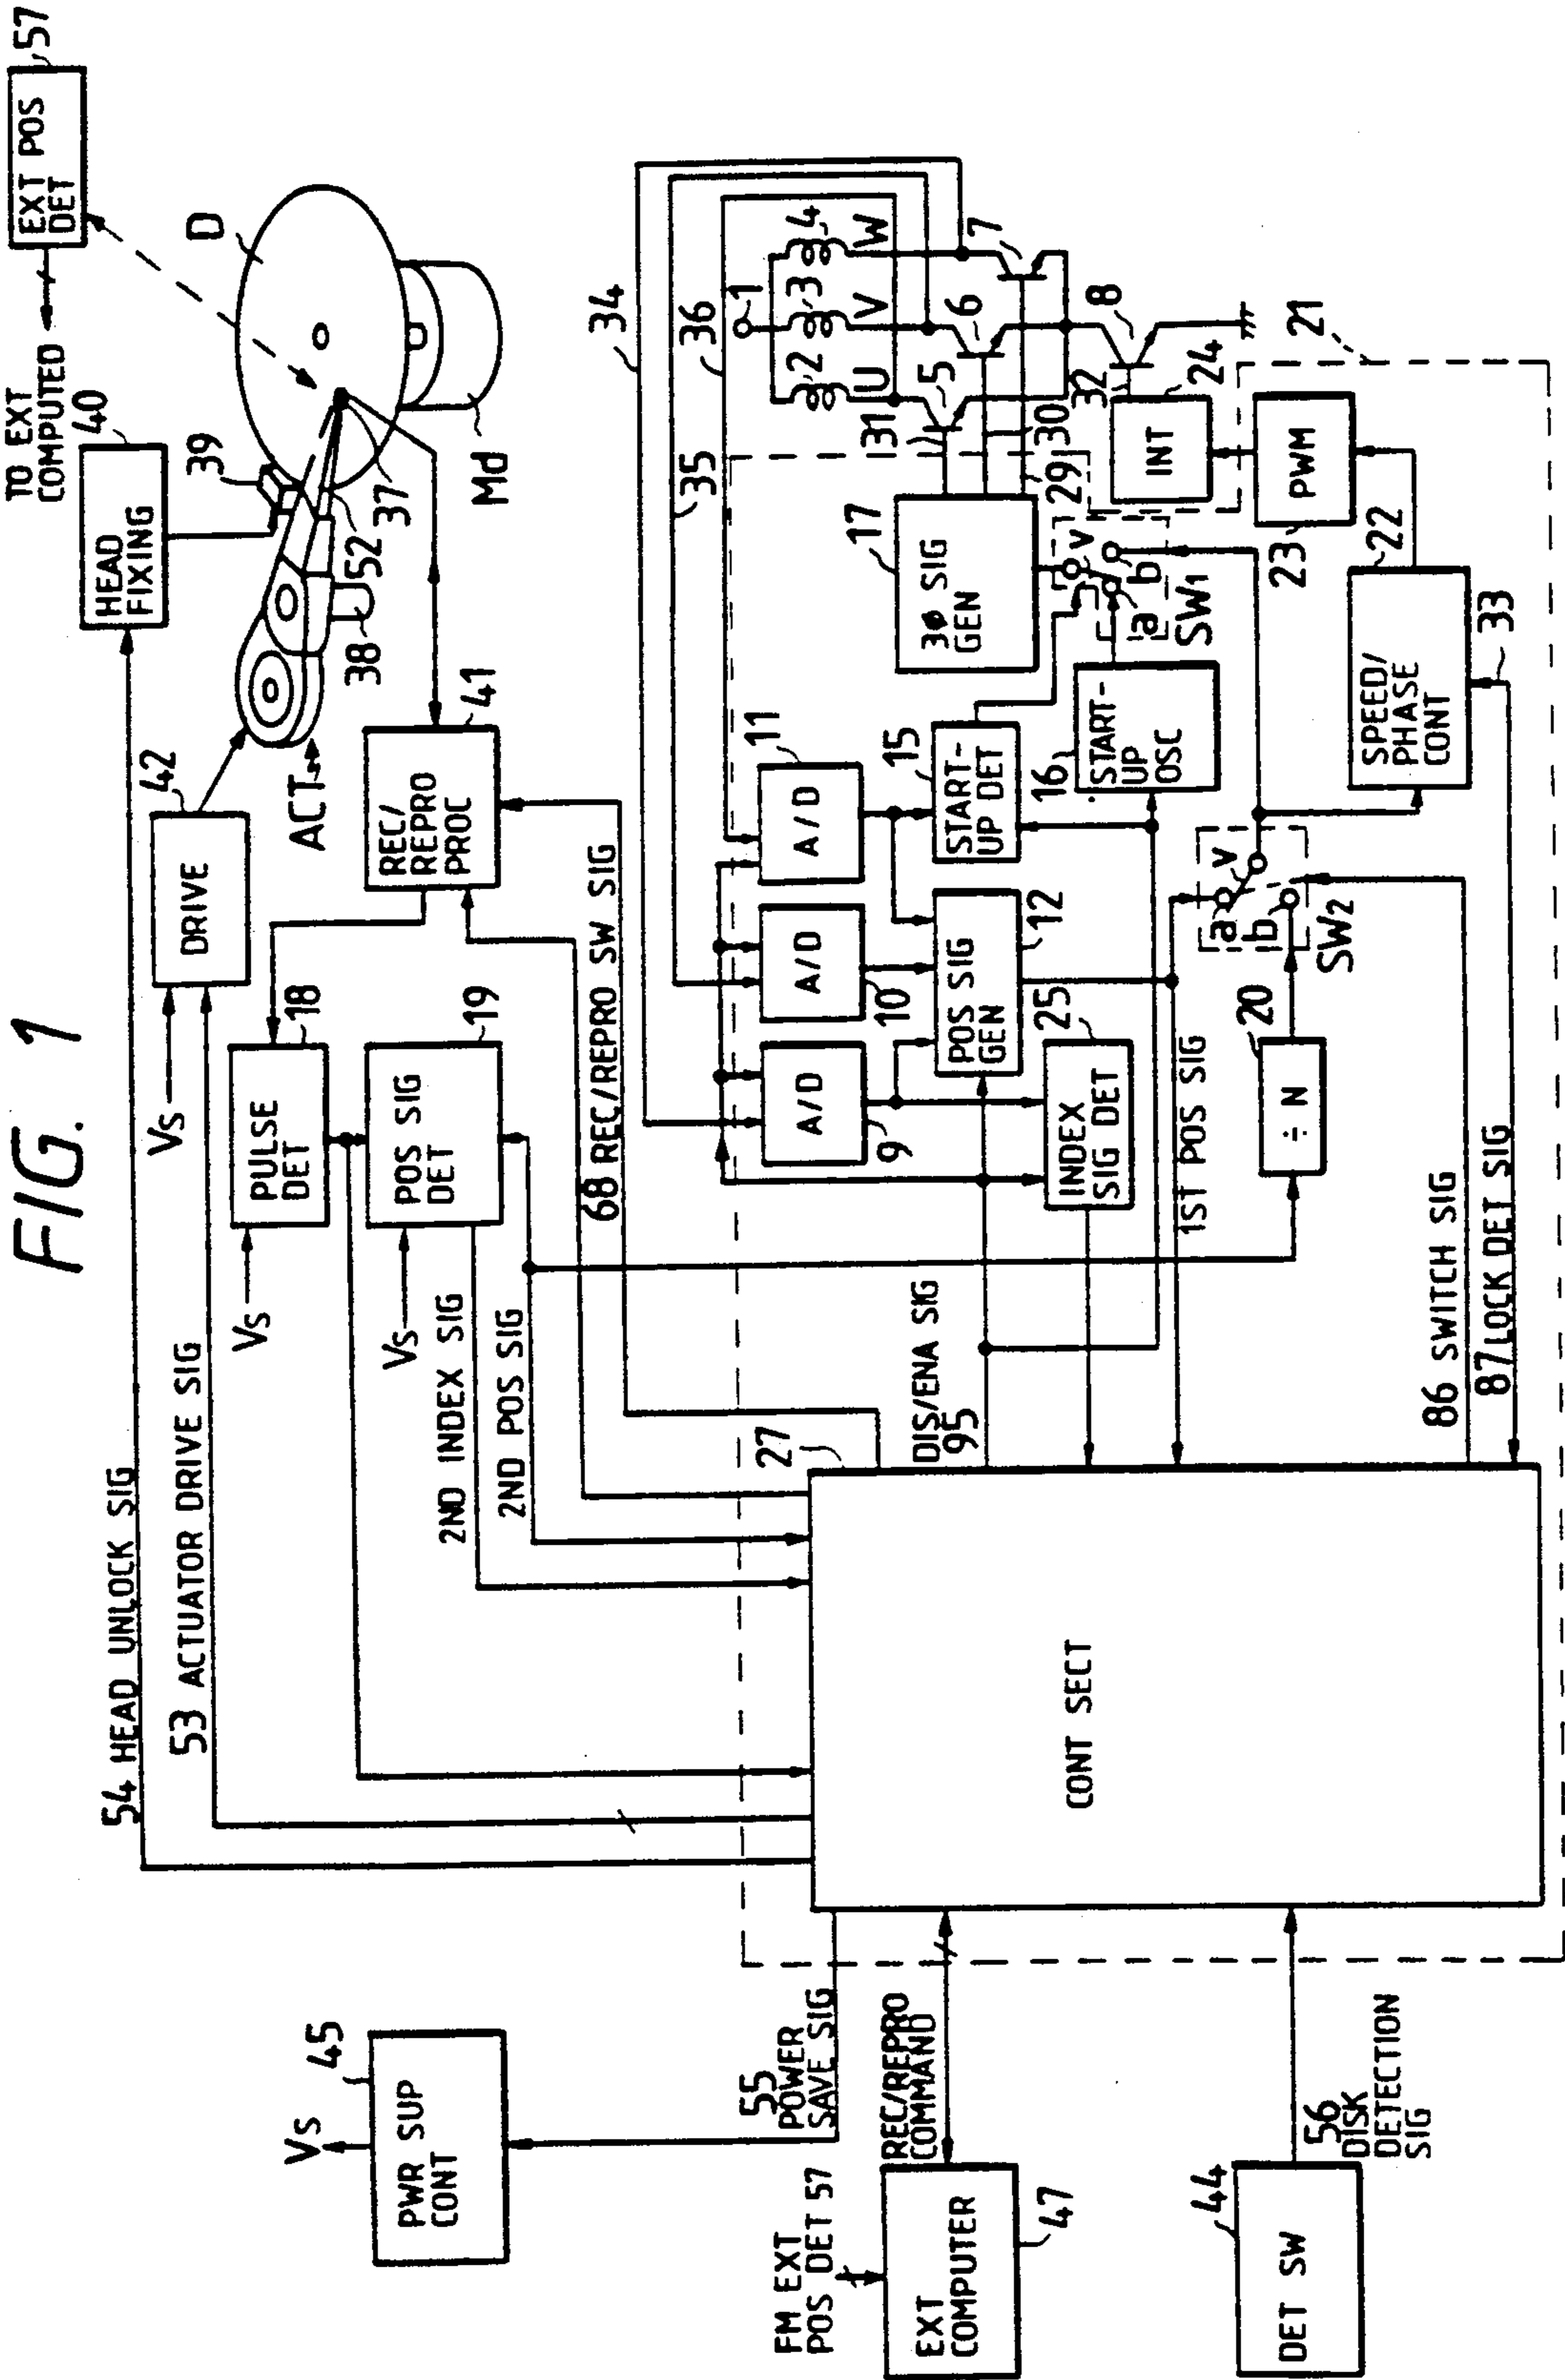 FIG. 1
57
EXT POS
DET
TO EXT
COMPUTED
40
HEAD
FIXING
39
D
37
52
38
Md
42
DRIVE
ACT
41
REC/
REPRO
PROC
Vs
18
PULSE
DET
Vs
19
POS SIG
DET
Vs
54 HEAD UNLOCK SIG
53 ACTUATOR DRIVE SIG
2ND INDEX SIG
2ND POS SIG
68 REC/REPRO SW SIG
34
36
35
1
2
3
4
U
V
W
5
6
7
8
31
30
29
32
24
INT
21
17
3ø SIG
GEN
PWM
23
22
SPEED/
PHASE
CONT
33
11
A/D
A/D
10
A/D
9
15
START-
UP DET
16
START-
UP
OSC
v
a
b
SW1
12
POS SIG
GEN
25
INDEX
SIG DET
1ST POS SIG
20
÷ N
a
v
b
SW2
DIS/ENA SIG
95
27
CONT SECT
86 SWITCH SIG
87 LOCK DET SIG
Vs
45
PWR SUP
CONT
55
POWER
SAVE SIG
FM EXT
POS DET 57
EXT
COMPUTER
47
REC/REPRO
COMMAND
44
DET SW
56
DISK
DETECTION
SIG